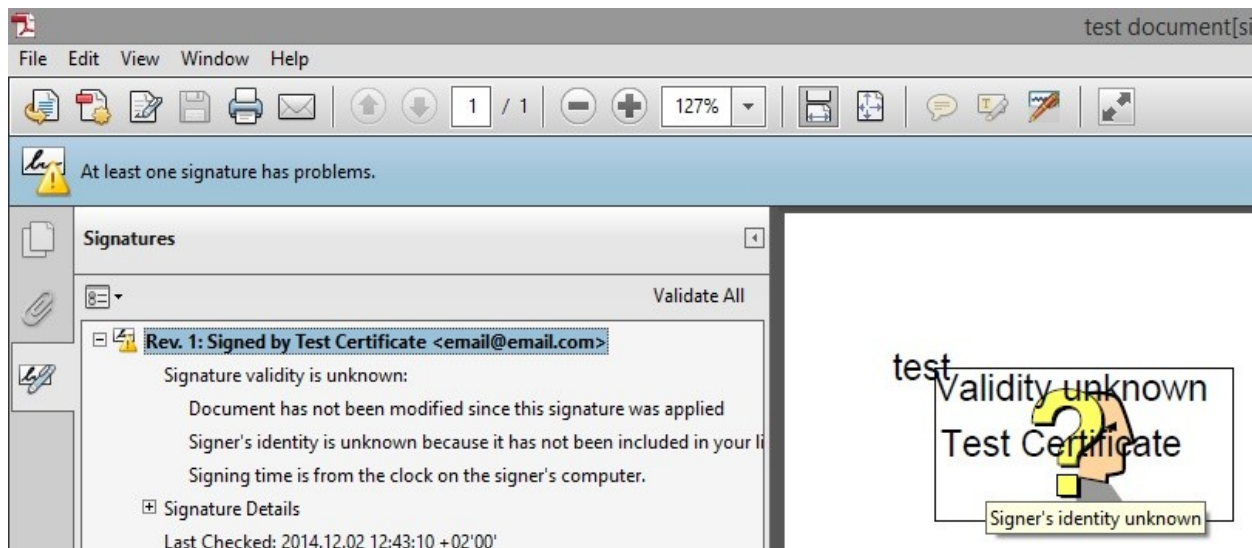 test document[si
File Edit View Window Help
1 / 1 127%
At least one signature has problems.
Signatures
Validate All
Rev. 1: Signed by Test Certificate <email@email.com>
Signature validity is unknown:
Document has not been modified since this signature was applied
Signer's identity is unknown because it has not been included in your li
Signing time is from the clock on the signer's computer.
Signature Details
Last Checked: 2014.12.02 12:43:10 +02'00'
test
Validity unknown
Test Certificate
Signer's identity unknown